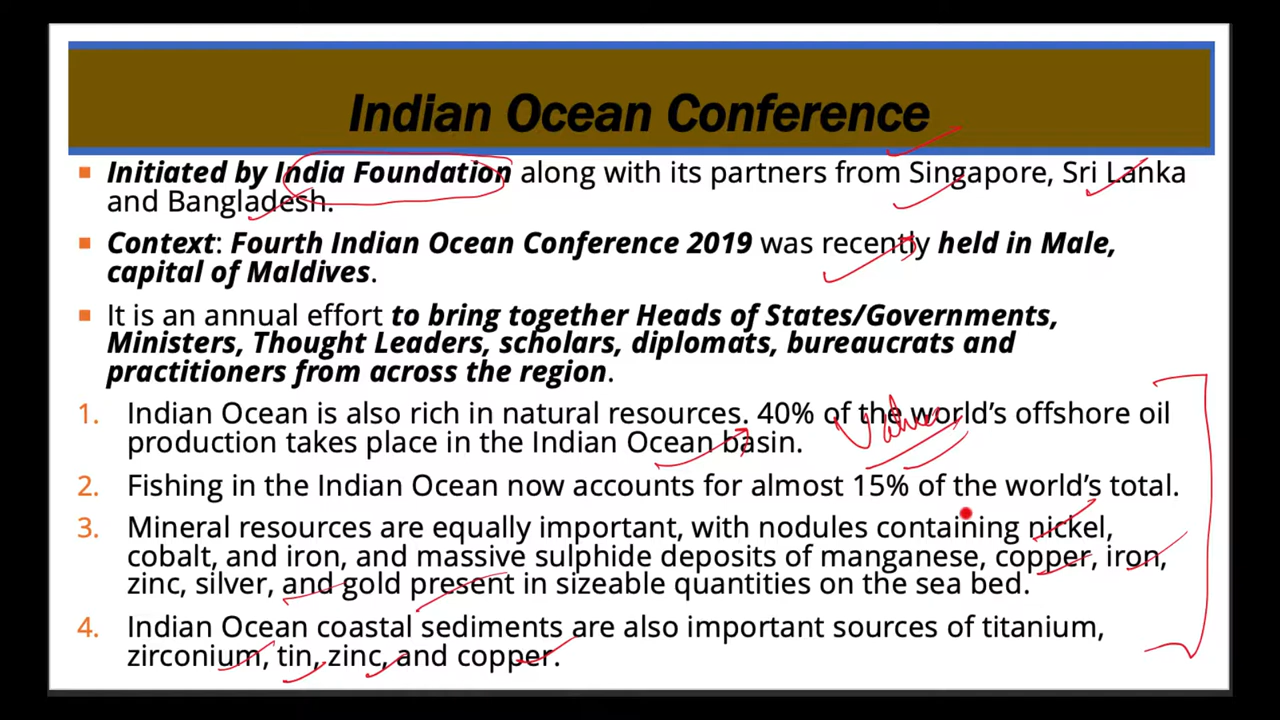 Indian Ocean Conference
Initiated by India Foundation along with its partners from Singapore, Sri Lanka
and Bangladesh.
Context: Fourth Indian Ocean Conference 2019 was recently held in Male,
capital of Maldives.
It is an annual effort to bring together Heads of States/Governments,
Ministers, Thought Leaders, scholars, diplomats, bureaucrats and
practitioners from across the region.
1. Indian Ocean is also rich in natural resources. 40% of the world's offshore oil
production takes place in the Indian Ocean basin.
2. Fishing in the Indian Ocean now accounts for almost 15% of the world's total.
3. Mineral resources are equally important, with nodules containing nickel,
cobalt, and iron, and massive sulphide deposits of manganese, copper, iron,
zinc, silver, and gold present in sizeable quantities on the sea bed.
4. Indian Ocean coastal sediments are also important sources of titanium,
zirconium, tin, zinc, and copper.